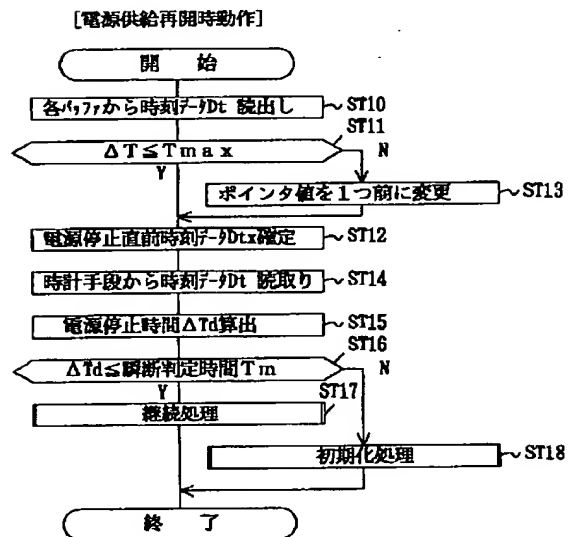 [電源供給再開時動作]
開 始
各バッファから時刻データDt 読出し
ST10
ST11
ΔT≦Tmax
N
Y
ポインタ値を1つ前に変更
ST13
電源停止直前時刻データDtx確定
ST12
時計手段から時刻データDt 読取り
ST14
電源停止時間ΔTd算出
ST15
ST16
ΔTd≦瞬断判定時間Tm
N
Y
ST17
継続処理
初期化処理
ST18
終 了